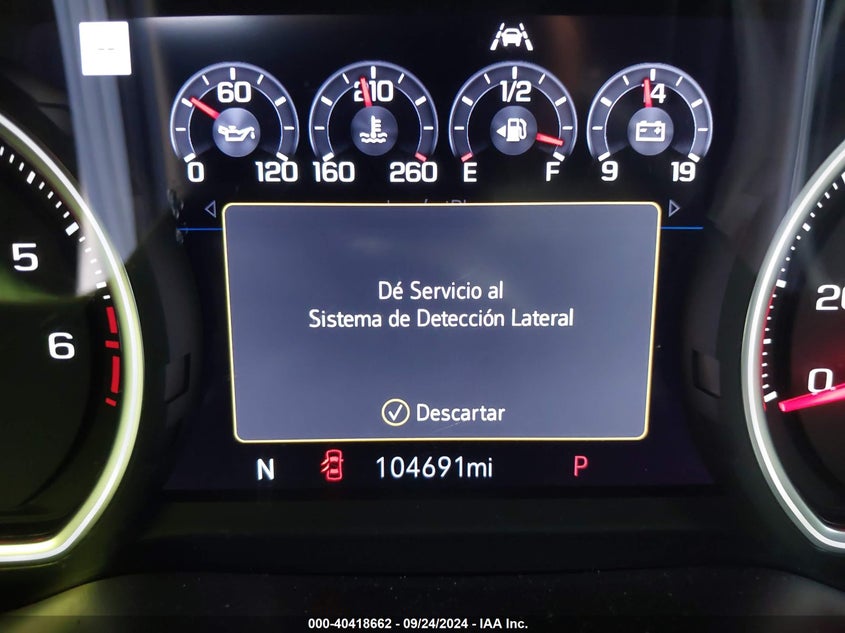 --
60
210
1/2
14
0
120
160
260
E
F
9
19
Dé Servicio al
Sistema de Detección Lateral
5
6
20
0
Descartar
N
104691mi
P
000-40418662 - 09/24/2024 - IAA Inc.